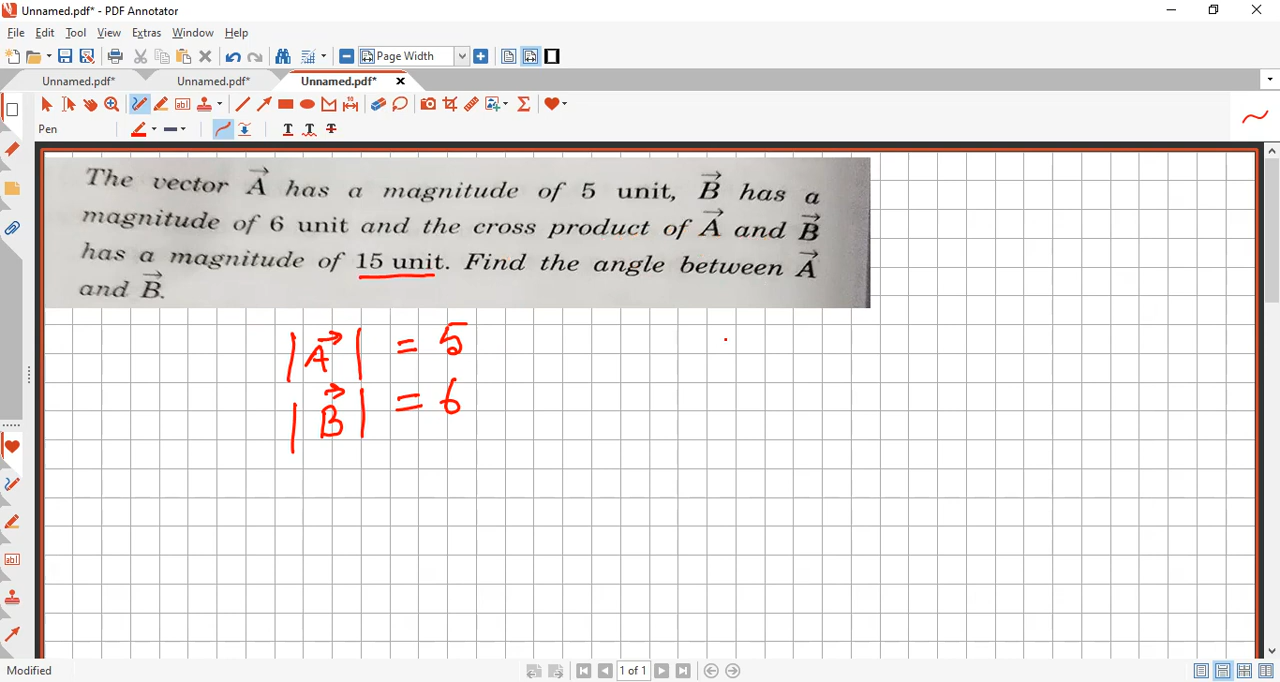 Unnamed.pdf* - PDF Annotator
File Edit Tool View Extras Window Help
Page Width
Unnamed.pdf* Unnamed.pdf* Unnamed.pdf*
Pen
The vector A⃗ has a magnitude of 5 unit, B⃗ has a
magnitude of 6 unit and the cross product of A⃗ and B⃗
has a magnitude of 15 unit. Find the angle between A⃗
and B⃗.
|A⃗| = 5
|B⃗| = 6
Modified
1 of 1